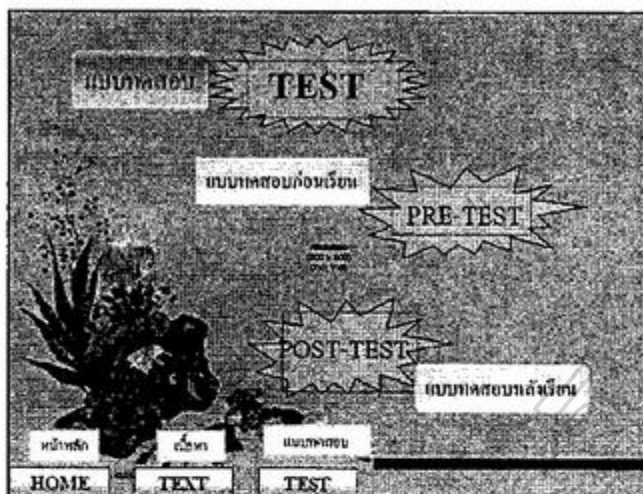 แบบทดสอบ
TEST
แบบทดสอบก่อนเรียน
PRE-TEST
POST-TEST
แบบทดสอบหลังเรียน
หน้าหลัก
เนื้อหา
แบบทดสอบ
HOME
TEXT
TEST